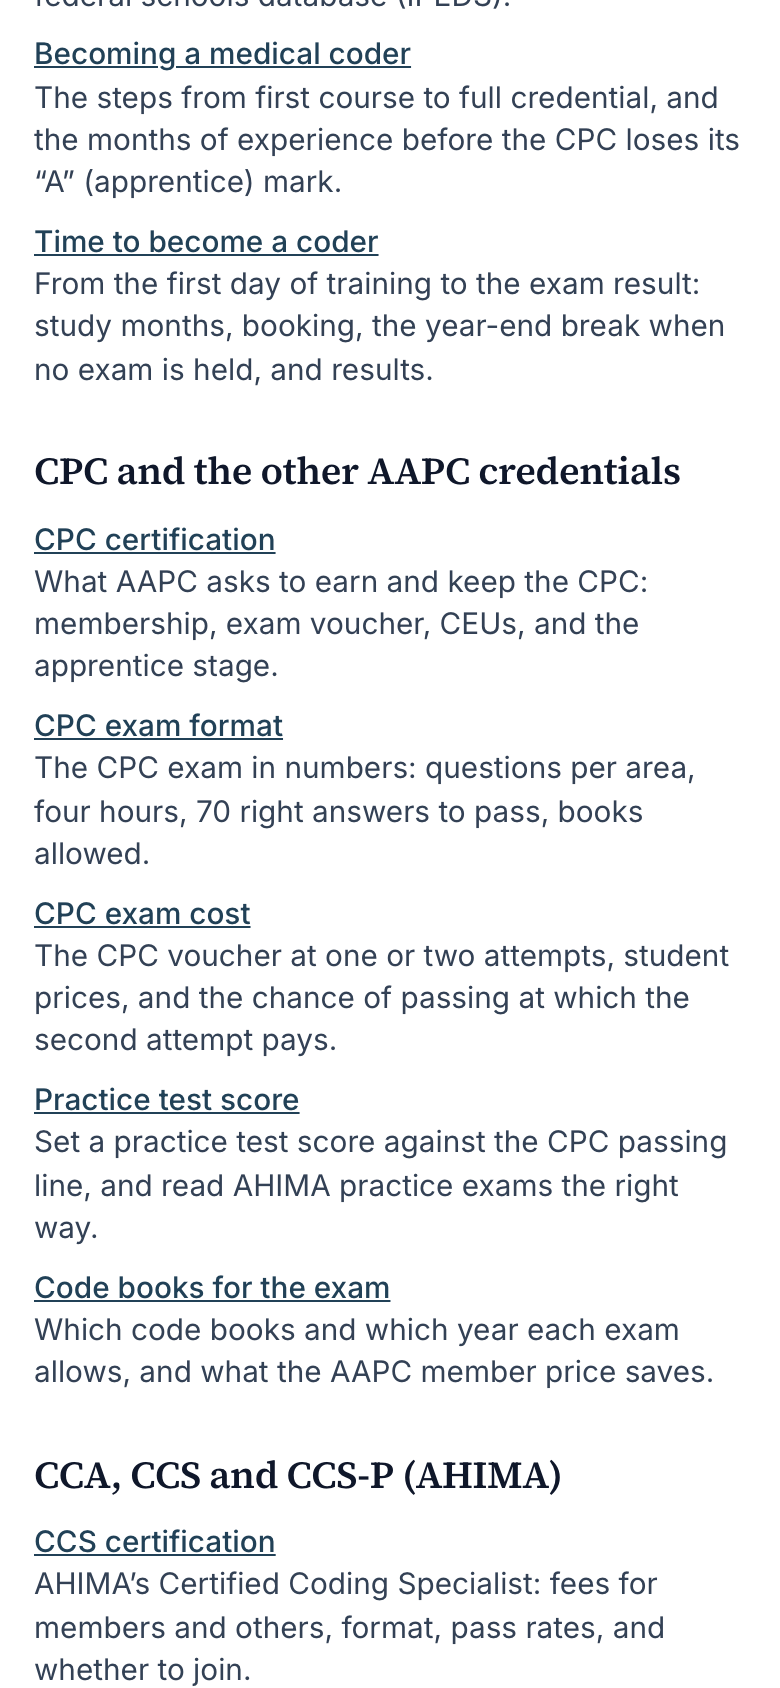 federal schools database (IPEDS).
Becoming a medical coder
The steps from first course to full credential, and
the months of experience before the CPC loses its
“A” (apprentice) mark.
Time to become a coder
From the first day of training to the exam result:
study months, booking, the year-end break when
no exam is held, and results.
CPC and the other AAPC credentials
CPC certification
What AAPC asks to earn and keep the CPC:
membership, exam voucher, CEUs, and the
apprentice stage.
CPC exam format
The CPC exam in numbers: questions per area,
four hours, 70 right answers to pass, books
allowed.
CPC exam cost
The CPC voucher at one or two attempts, student
prices, and the chance of passing at which the
second attempt pays.
Practice test score
Set a practice test score against the CPC passing
line, and read AHIMA practice exams the right
way.
Code books for the exam
Which code books and which year each exam
allows, and what the AAPC member price saves.
CCA, CCS and CCS-P (AHIMA)
CCS certification
AHIMA’s Certified Coding Specialist: fees for
members and others, format, pass rates, and
whether to join.